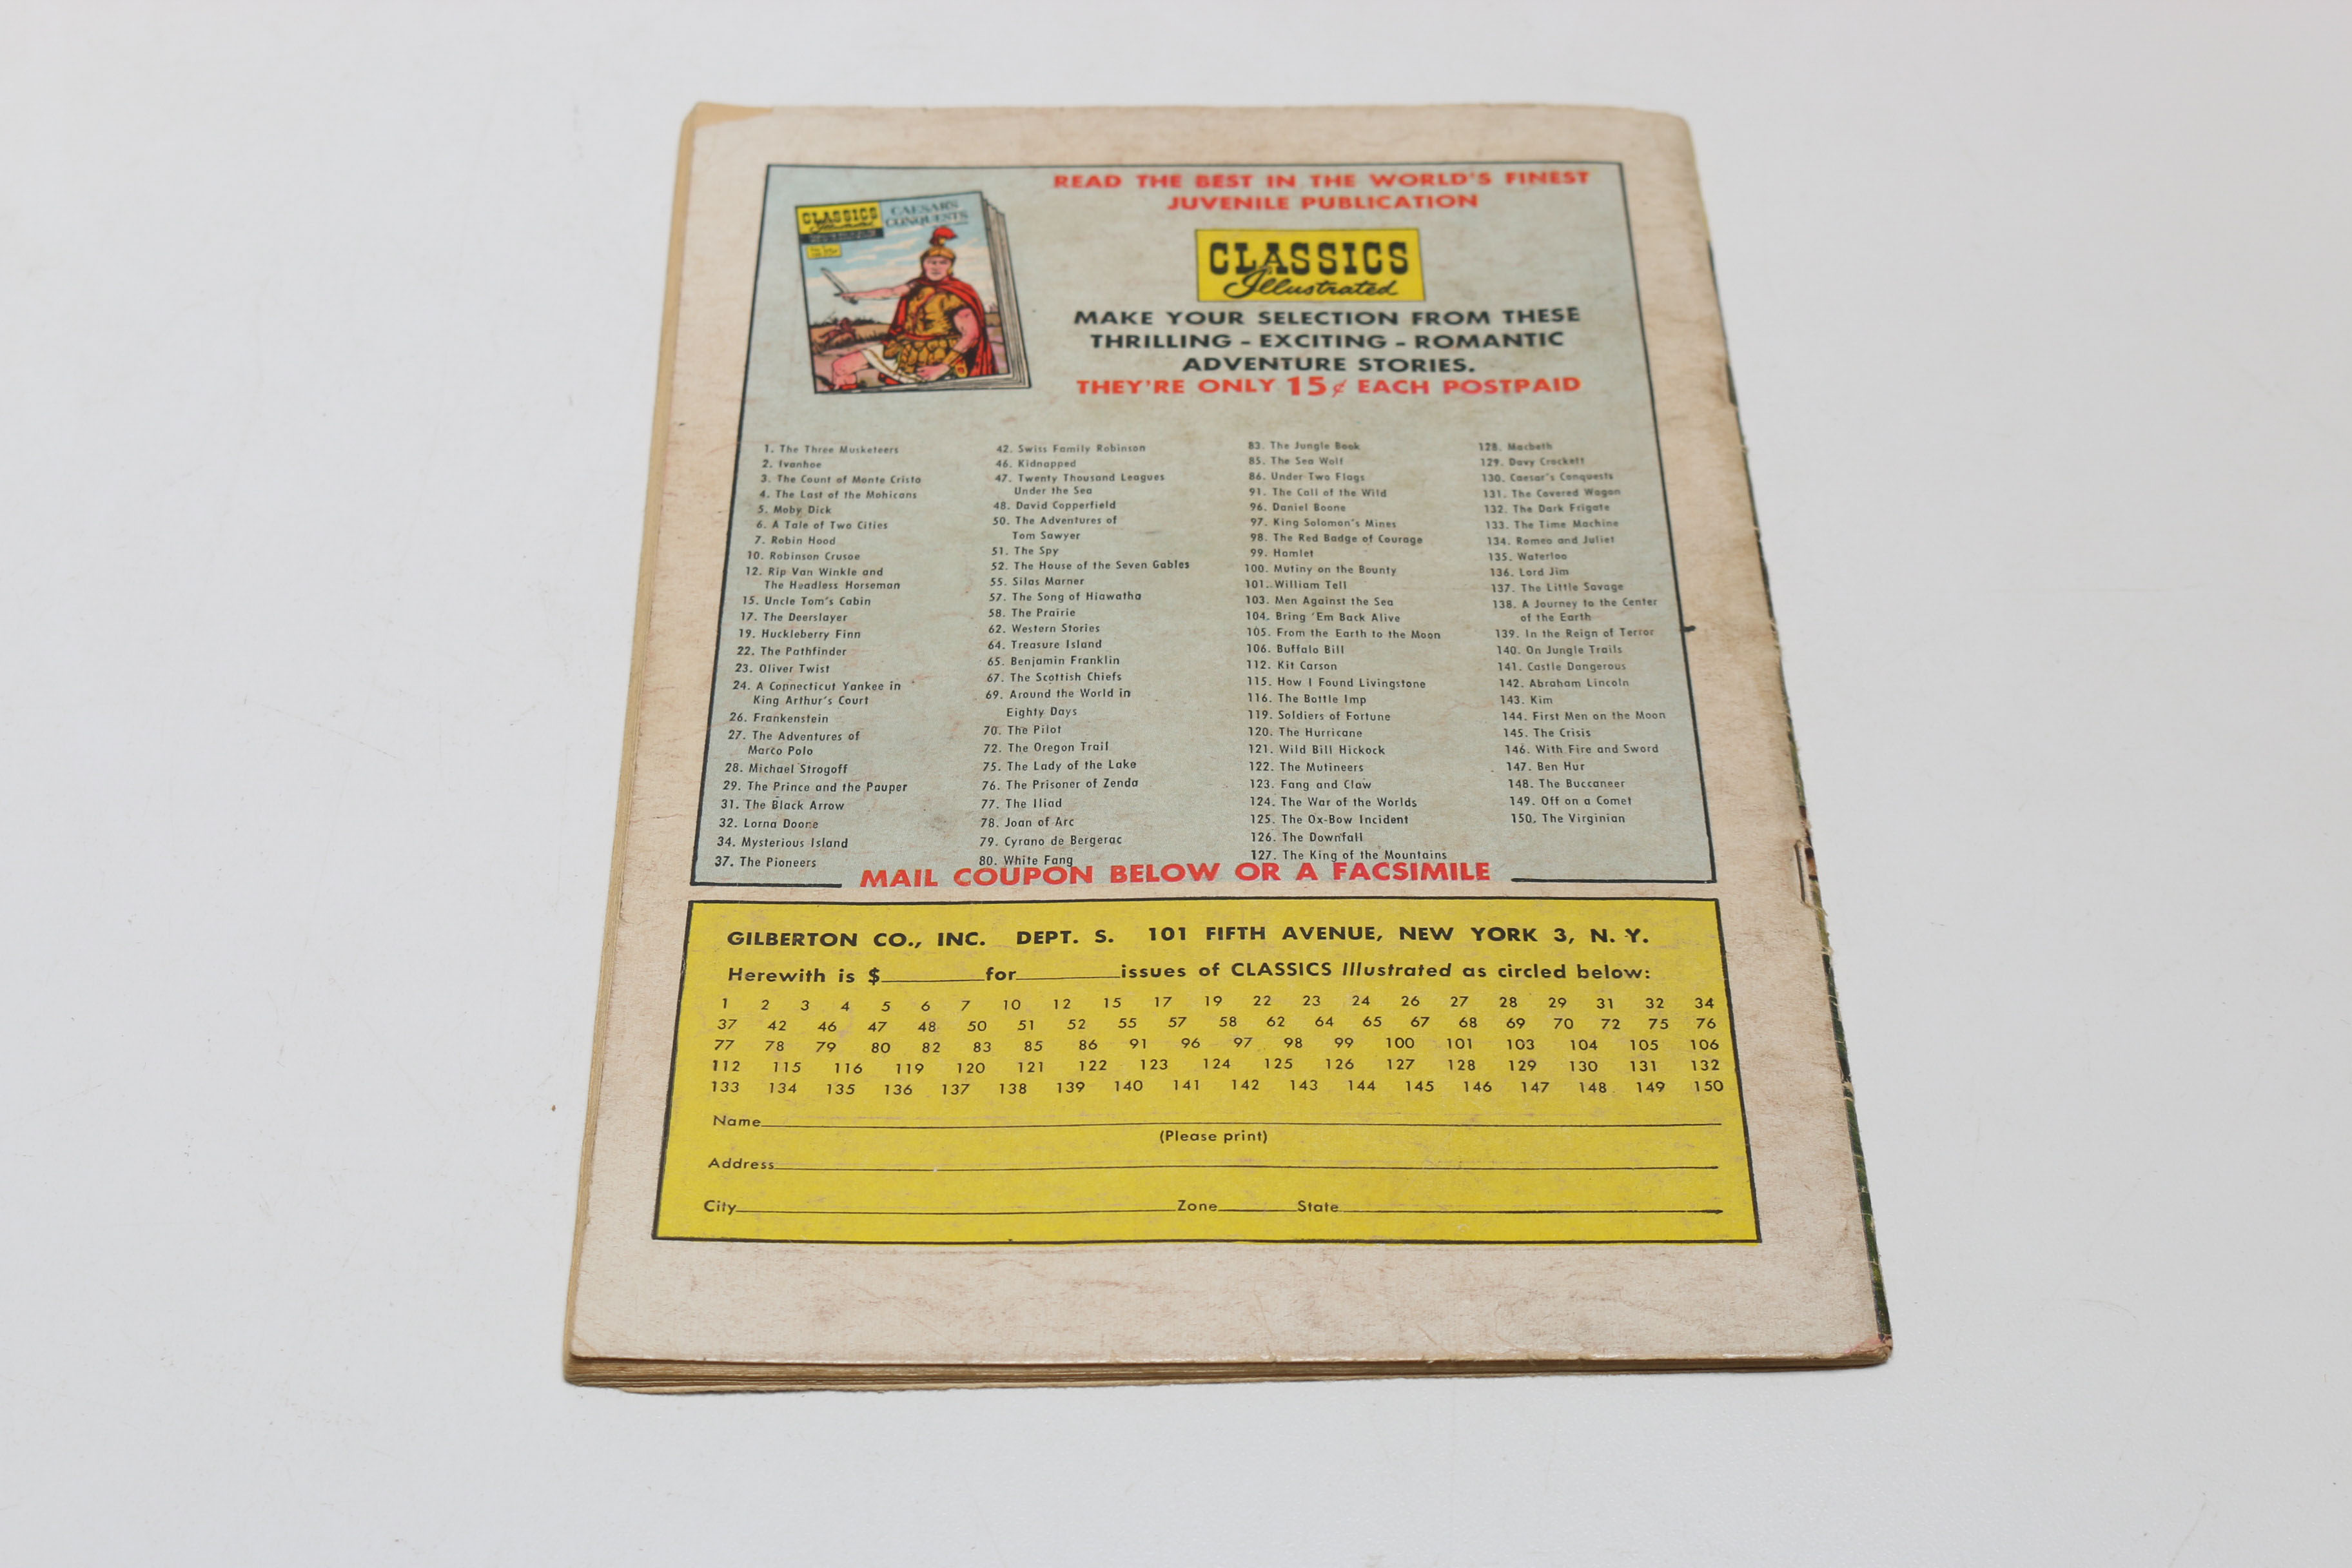 CLASSICS
Illustrated
CAESAR'S
CONQUESTS
READ THE BEST IN THE WORLD'S FINEST
JUVENILE PUBLICATION
CLASSICS
Illustrated
MAKE YOUR SELECTION FROM THESE
THRILLING - EXCITING - ROMANTIC
ADVENTURE STORIES.
THEY'RE ONLY 15¢ EACH POSTPAID
1. The Three Musketeers
2. Ivanhoe
3. The Count of Monte Cristo
4. The Last of the Mohicans
5. Moby Dick
6. A Tale of Two Cities
7. Robin Hood
10. Robinson Crusoe
12. Rip Van Winkle and
The Headless Horseman
15. Uncle Tom's Cabin
17. The Deerslayer
19. Huckleberry Finn
22. The Pathfinder
23. Oliver Twist
24. A Connecticut Yankee in
King Arthur's Court
26. Frankenstein
27. The Adventures of
Marco Polo
28. Michael Strogoff
29. The Prince and the Pauper
31. The Black Arrow
32. Lorna Doone
34. Mysterious Island
37. The Pioneers
42. Swiss Family Robinson
46. Kidnapped
47. Twenty Thousand Leagues
Under the Sea
48. David Copperfield
50. The Adventures of
Tom Sawyer
51. The Spy
52. The House of the Seven Gables
55. Silas Marner
57. The Song of Hiawatha
58. The Prairie
62. Western Stories
64. Treasure Island
65. Benjamin Franklin
67. The Scottish Chiefs
69. Around the World in
Eighty Days
70. The Pilot
72. The Oregon Trail
75. The Lady of the Lake
76. The Prisoner of Zenda
77. The Iliad
78. Joan of Arc
79. Cyrano de Bergerac
80. White Fang
83. The Jungle Book
85. The Sea Wolf
86. Under Two Flags
91. The Call of the Wild
96. Daniel Boone
97. King Solomon's Mines
98. The Red Badge of Courage
99. Hamlet
100. Mutiny on the Bounty
101. William Tell
103. Men Against the Sea
104. Bring 'Em Back Alive
105. From the Earth to the Moon
106. Buffalo Bill
112. Kit Carson
115. How I Found Livingstone
116. The Bottle Imp
119. Soldiers of Fortune
120. The Hurricane
121. Wild Bill Hickock
122. The Mutineers
123. Fang and Claw
124. The War of the Worlds
125. The Ox-Bow Incident
126. The Downfall
127. The King of the Mountains
128. Macbeth
129. Davy Crockett
130. Caesar's Conquests
131. The Covered Wagon
132. The Dark Frigate
133. The Time Machine
134. Romeo and Juliet
135. Waterloo
136. Lord Jim
137. The Little Savage
138. A Journey to the Center
of the Earth
139. In the Reign of Terror
140. On Jungle Trails
141. Castle Dangerous
142. Abraham Lincoln
143. Kim
144. First Men on the Moon
145. The Crisis
146. With Fire and Sword
147. Ben Hur
148. The Buccaneer
149. Off on a Comet
150. The Virginian
MAIL COUPON BELOW OR A FACSIMILE
GILBERTON CO., INC. DEPT. S. 101 FIFTH AVENUE, NEW YORK 3, N. Y.
Herewith is $ for issues of CLASSICS Illustrated as circled below:
1 2 3 4 5 6 7 10 12 15 17 19 22 23 24 26 27 28 29 31 32 34
37 42 46 47 48 50 51 52 55 57 58 62 64 65 67 68 69 70 72 75 76
77 78 79 80 82 83 85 86 91 96 97 98 99 100 101 103 104 105 106
112 115 116 119 120 121 122 123 124 125 126 127 128 129 130 131 132
133 134 135 136 137 138 139 140 141 142 143 144 145 146 147 148 149 150
Name
(Please print)
Address
City Zone State